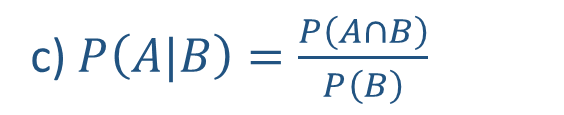 c) P(A|B) = P(A∩B) / P(B)